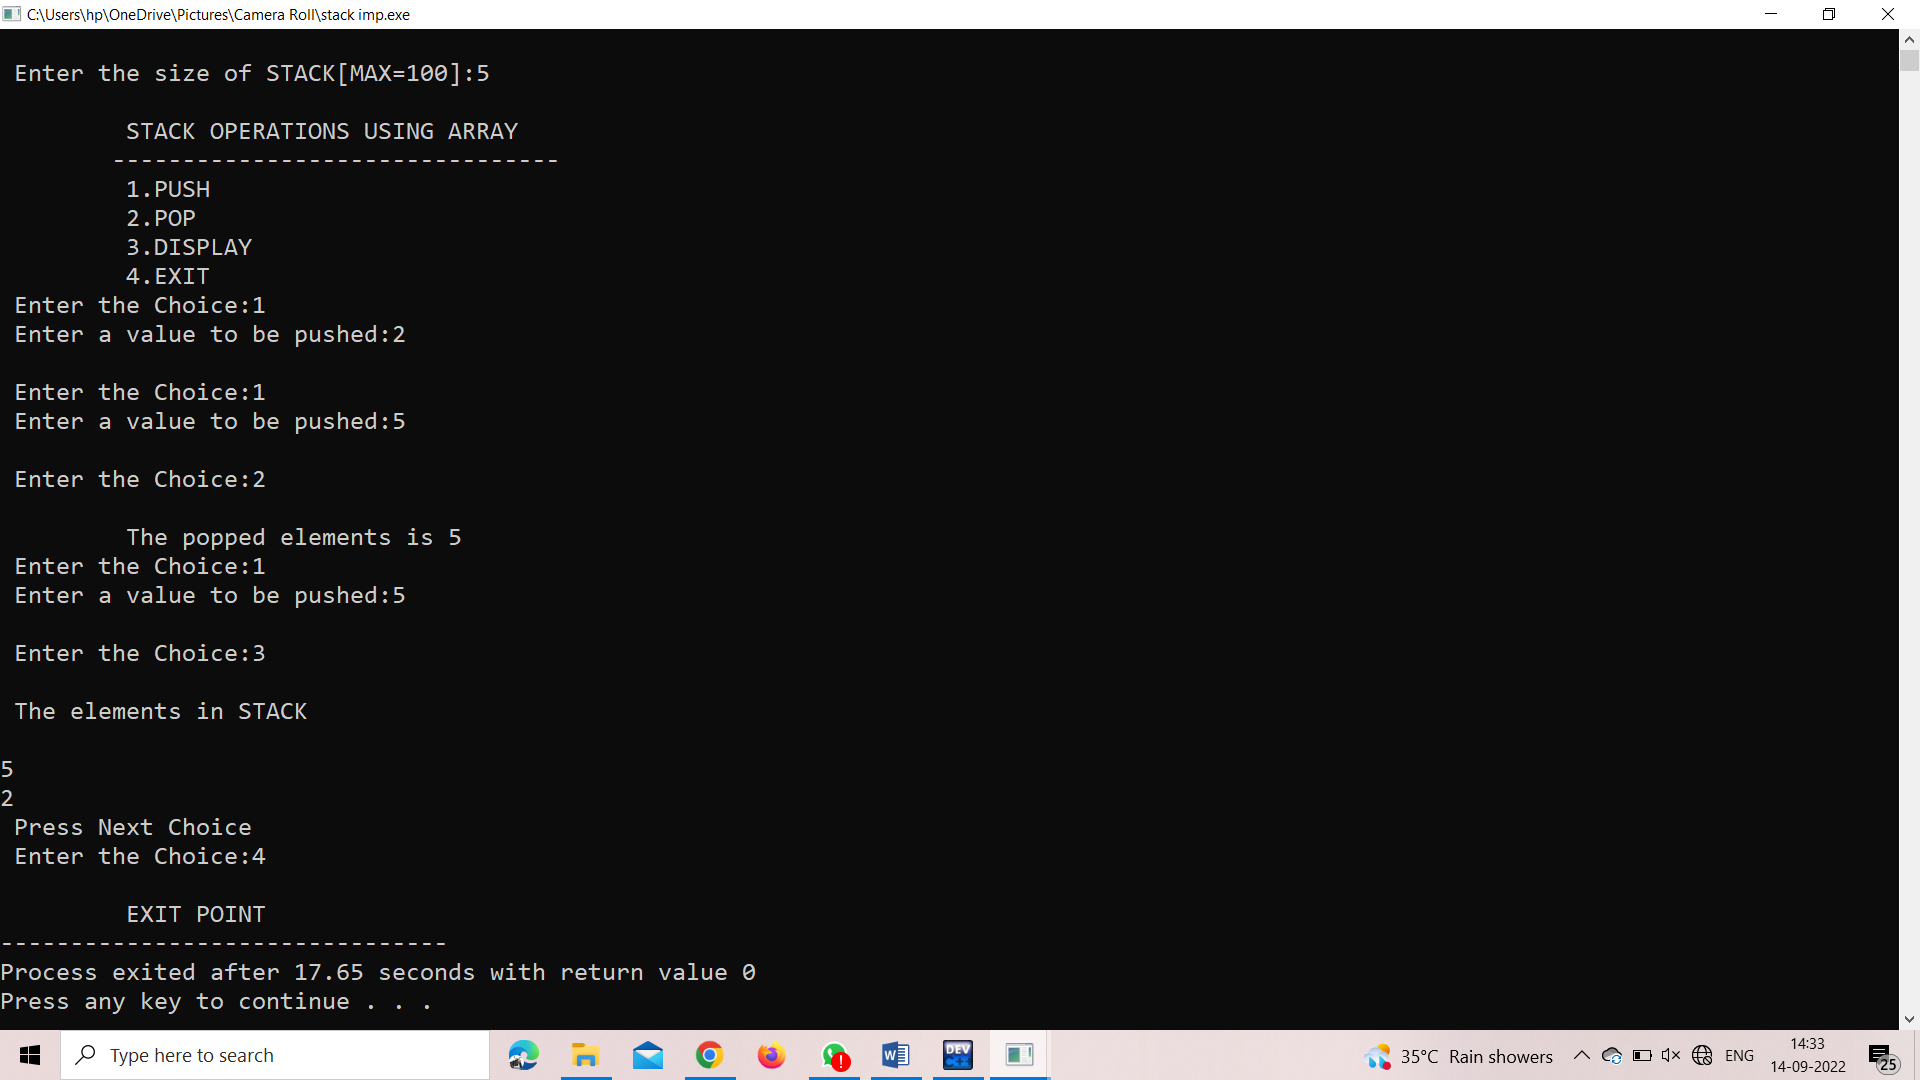 C:\Users\hp\OneDrive\Pictures\Camera Roll\stack imp.exe
Enter the size of STACK[MAX=100]:5
STACK OPERATIONS USING ARRAY
--------------------------------
1.PUSH
2.POP
3.DISPLAY
4.EXIT
Enter the Choice:1
Enter a value to be pushed:2
Enter the Choice:1
Enter a value to be pushed:5
Enter the Choice:2
The popped elements is 5
Enter the Choice:1
Enter a value to be pushed:5
Enter the Choice:3
The elements in STACK
5
2
Press Next Choice
Enter the Choice:4
EXIT POINT
--------------------------------
Process exited after 17.65 seconds with return value 0
Press any key to continue . . .
Type here to search
W
DEV
C++
35°C Rain showers
ENG
14:33
14-09-2022
25